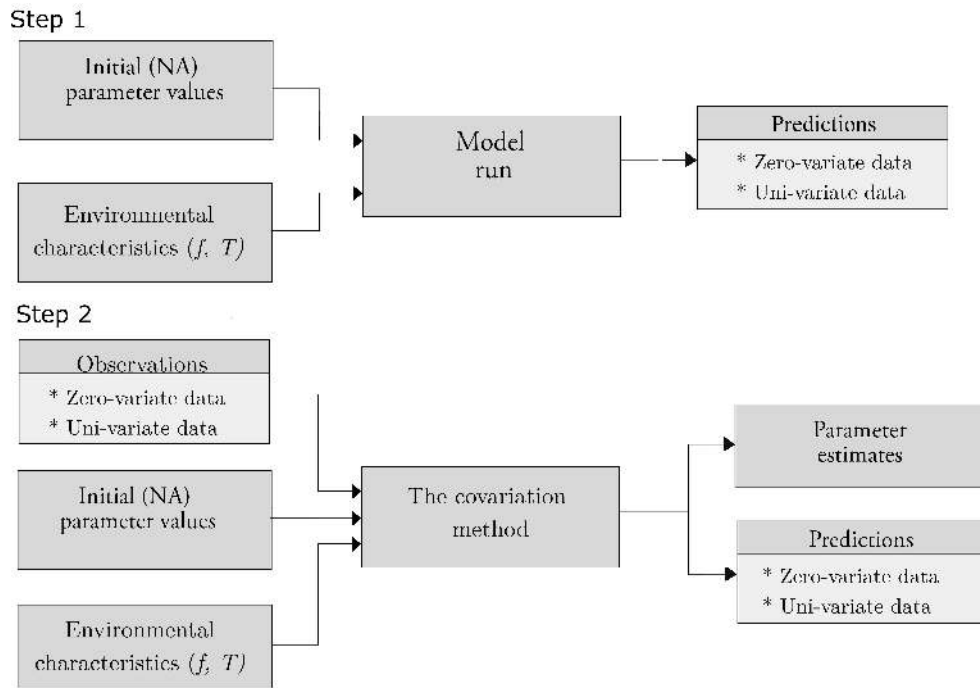 Step 1
Initial (NA)
parameter values
Environmental
characteristics (f, T)
Model
run
Predictions
* Zero-variate data
* Uni-variate data
Step 2
Observations
* Zero-variate data
* Uni-variate data
Initial (NA)
parameter values
Environmental
characteristics (f, T)
The covariation
method
Parameter
estimates
Predictions
* Zero-variate data
* Uni-variate data